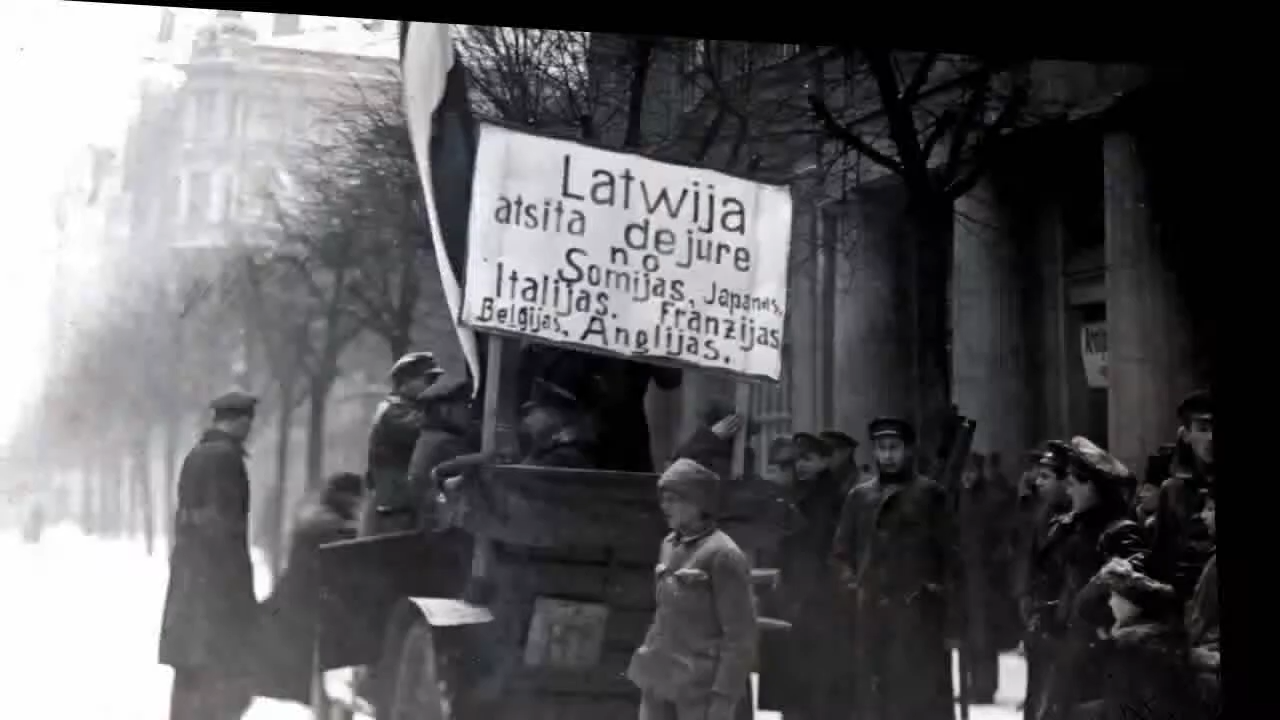 Latwija
atsita dejure
no
Somijas, Japanas,
Italijas. Franzijas
Belgijas. Anglijas.